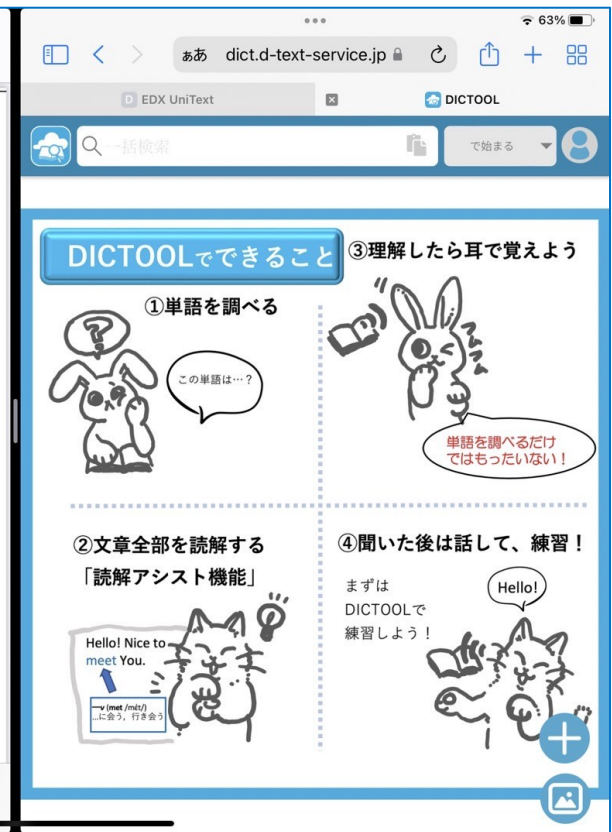 63%
ぁあ dict.d-text-service.jp
D EDX UniText
DICTOOL
一括検索
で始まる
DICTOOLでできること
①単語を調べる
?
この単語は…？
③理解したら耳で覚えよう
フムフム
単語を調べるだけ
ではもったいない！
②文章全部を読解する
「読解アシスト機能」
Hello! Nice to
meet You.
—v (met /mét/)
…に会う，行き会う
④聞いた後は話して、練習！
まずは
DICTOOLで
練習しよう！
Hello!